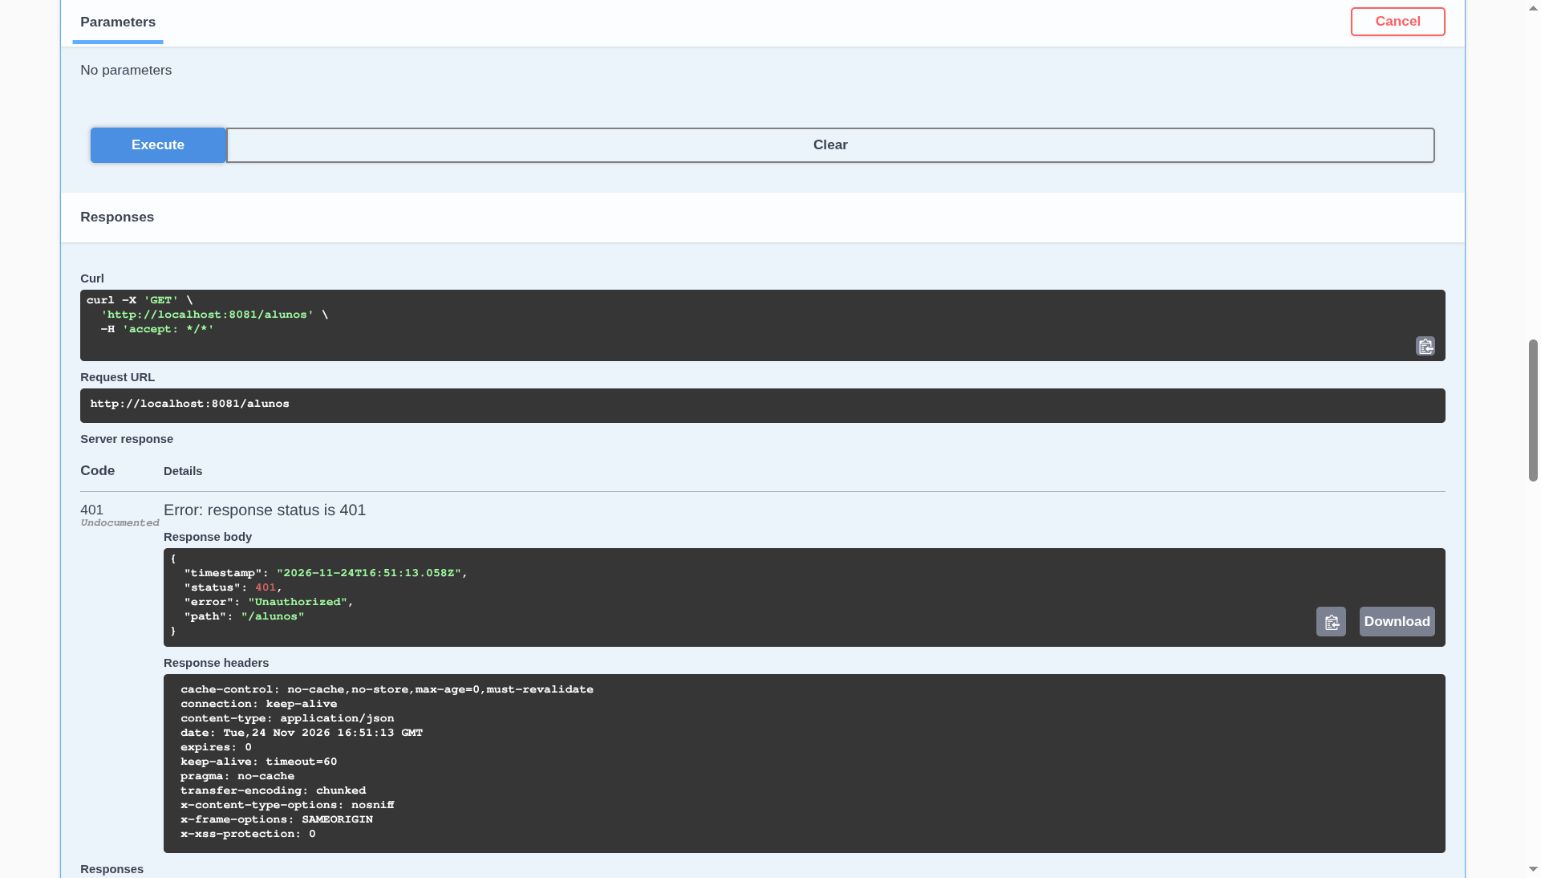 Parameters
Cancel
No parameters
Execute
Clear
Responses
Curl
curl -X 'GET' \
  'http://localhost:8081/alunos' \
  -H 'accept: */*'
Request URL
http://localhost:8081/alunos
Server response
Code Details
401
Undocumented
Error: response status is 401
Response body
{
  "timestamp": "2026-11-24T16:51:13.058Z",
  "status": 401,
  "error": "Unauthorized",
  "path": "/alunos"
}
Download
Response headers
cache-control: no-cache,no-store,max-age=0,must-revalidate
connection: keep-alive
content-type: application/json
date: Tue,24 Nov 2026 16:51:13 GMT
expires: 0
keep-alive: timeout=60
pragma: no-cache
transfer-encoding: chunked
x-content-type-options: nosniff
x-frame-options: SAMEORIGIN
x-xss-protection: 0
Responses